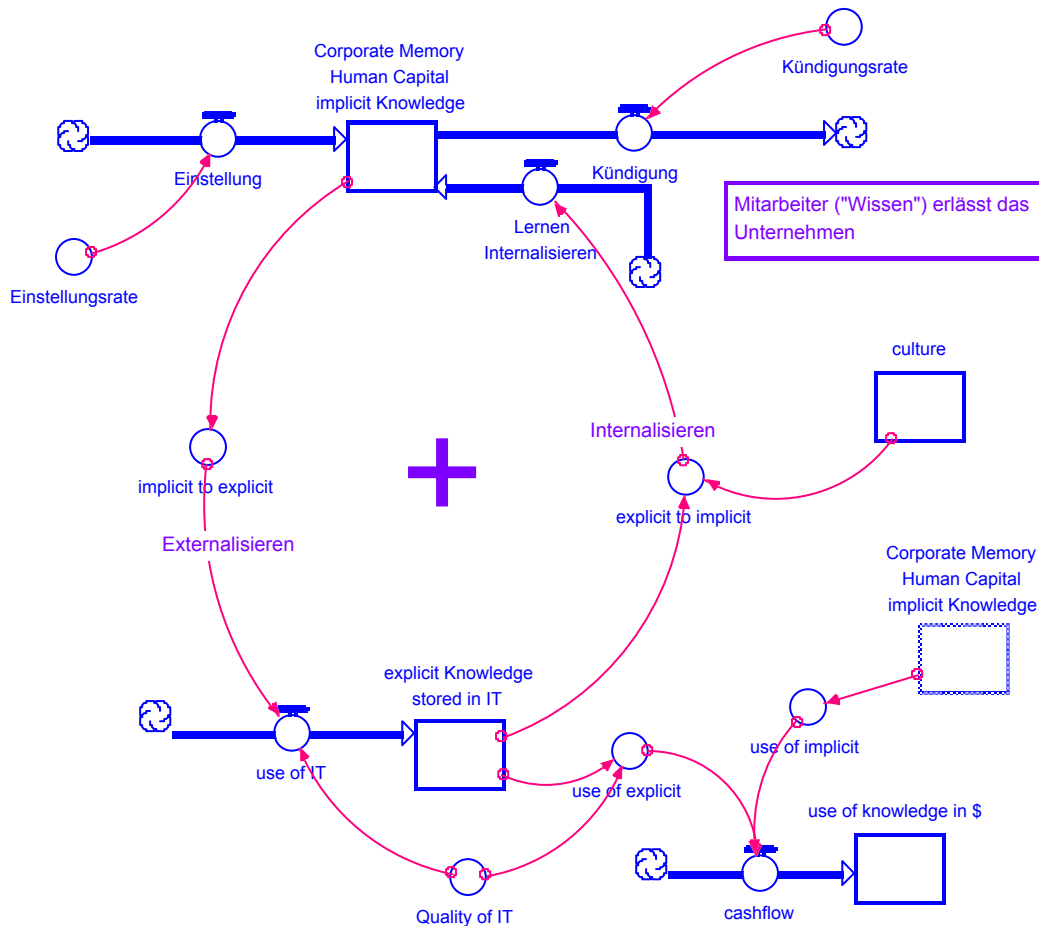 Corporate Memory
Human Capital
implicit Knowledge
Kündigungsrate
Einstellung
Kündigung
Mitarbeiter ("Wissen") erlässt das
Unternehmen
Lernen
Internalisieren
Einstellungsrate
culture
Internalisieren
implicit to explicit
explicit to implicit
Externalisieren
Corporate Memory
Human Capital
implicit Knowledge
explicit Knowledge
stored in IT
use of IT
use of implicit
use of explicit
use of knowledge in $
Quality of IT
cashflow